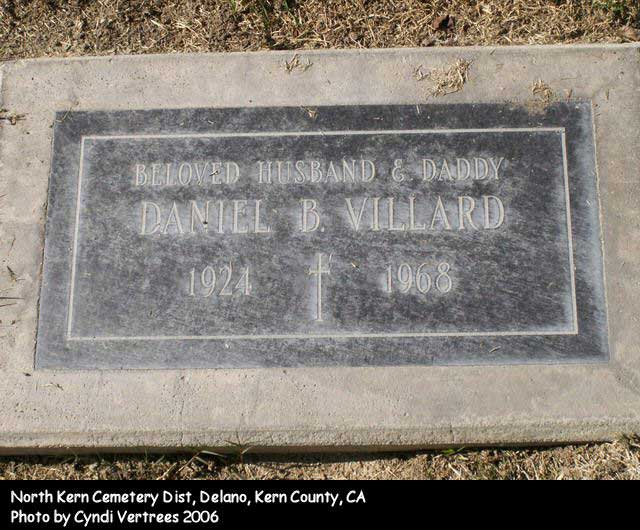 BELOVED HUSBAND & DADDY
DANIEL B. VILLARD
1924 1968
North Kern Cemetery Dist, Delano, Kern County, CA
Photo by Cyndi Vertrees 2006